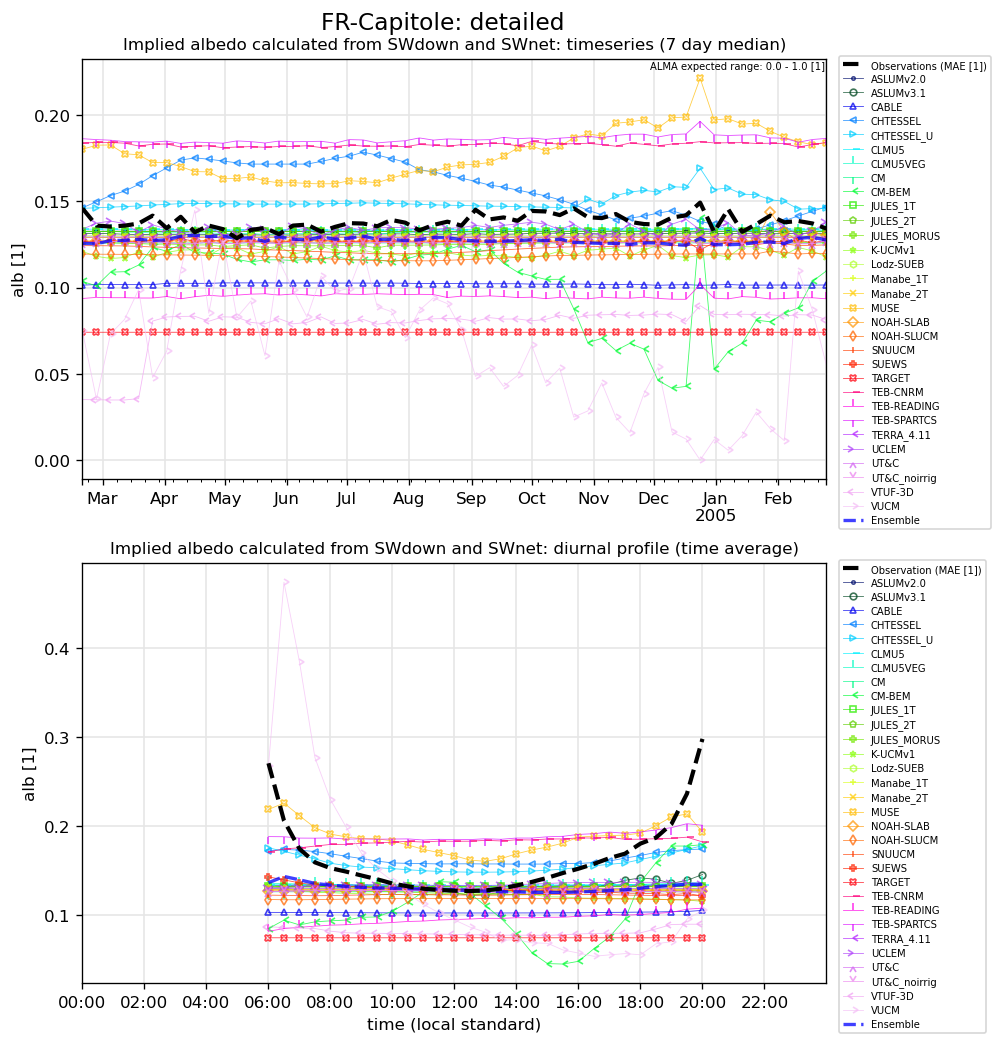 FR-Capitole: detailed
Implied albedo calculated from SWdown and SWnet: timeseries (7 day median)
ALMA expected range: 0.0 - 1.0 [1]
alb [1]
0.20
0.15
0.10
0.05
0.00
Mar
Apr
May
Jun
Jul
Aug
Sep
Oct
Nov
Dec
Jan
2005
Feb
Observations (MAE [1])
ASLUMv2.0
ASLUMv3.1
CABLE
CHTESSEL
CHTESSEL_U
CLMU5
CLMU5VEG
CM
CM-BEM
JULES_1T
JULES_2T
JULES_MORUS
K-UCMv1
Lodz-SUEB
Manabe_1T
Manabe_2T
MUSE
NOAH-SLAB
NOAH-SLUCM
SNUUCM
SUEWS
TARGET
TEB-CNRM
TEB-READING
TEB-SPARTCS
TERRA_4.11
UCLEM
UT&C
UT&C_noirrig
VTUF-3D
VUCM
Ensemble
Implied albedo calculated from SWdown and SWnet: diurnal profile (time average)
alb [1]
0.4
0.3
0.2
0.1
00:00
02:00
04:00
06:00
08:00
10:00
12:00
14:00
16:00
18:00
20:00
22:00
time (local standard)
Observation (MAE [1])
ASLUMv2.0
ASLUMv3.1
CABLE
CHTESSEL
CHTESSEL_U
CLMU5
CLMU5VEG
CM
CM-BEM
JULES_1T
JULES_2T
JULES_MORUS
K-UCMv1
Lodz-SUEB
Manabe_1T
Manabe_2T
MUSE
NOAH-SLAB
NOAH-SLUCM
SNUUCM
SUEWS
TARGET
TEB-CNRM
TEB-READING
TEB-SPARTCS
TERRA_4.11
UCLEM
UT&C
UT&C_noirrig
VTUF-3D
VUCM
Ensemble